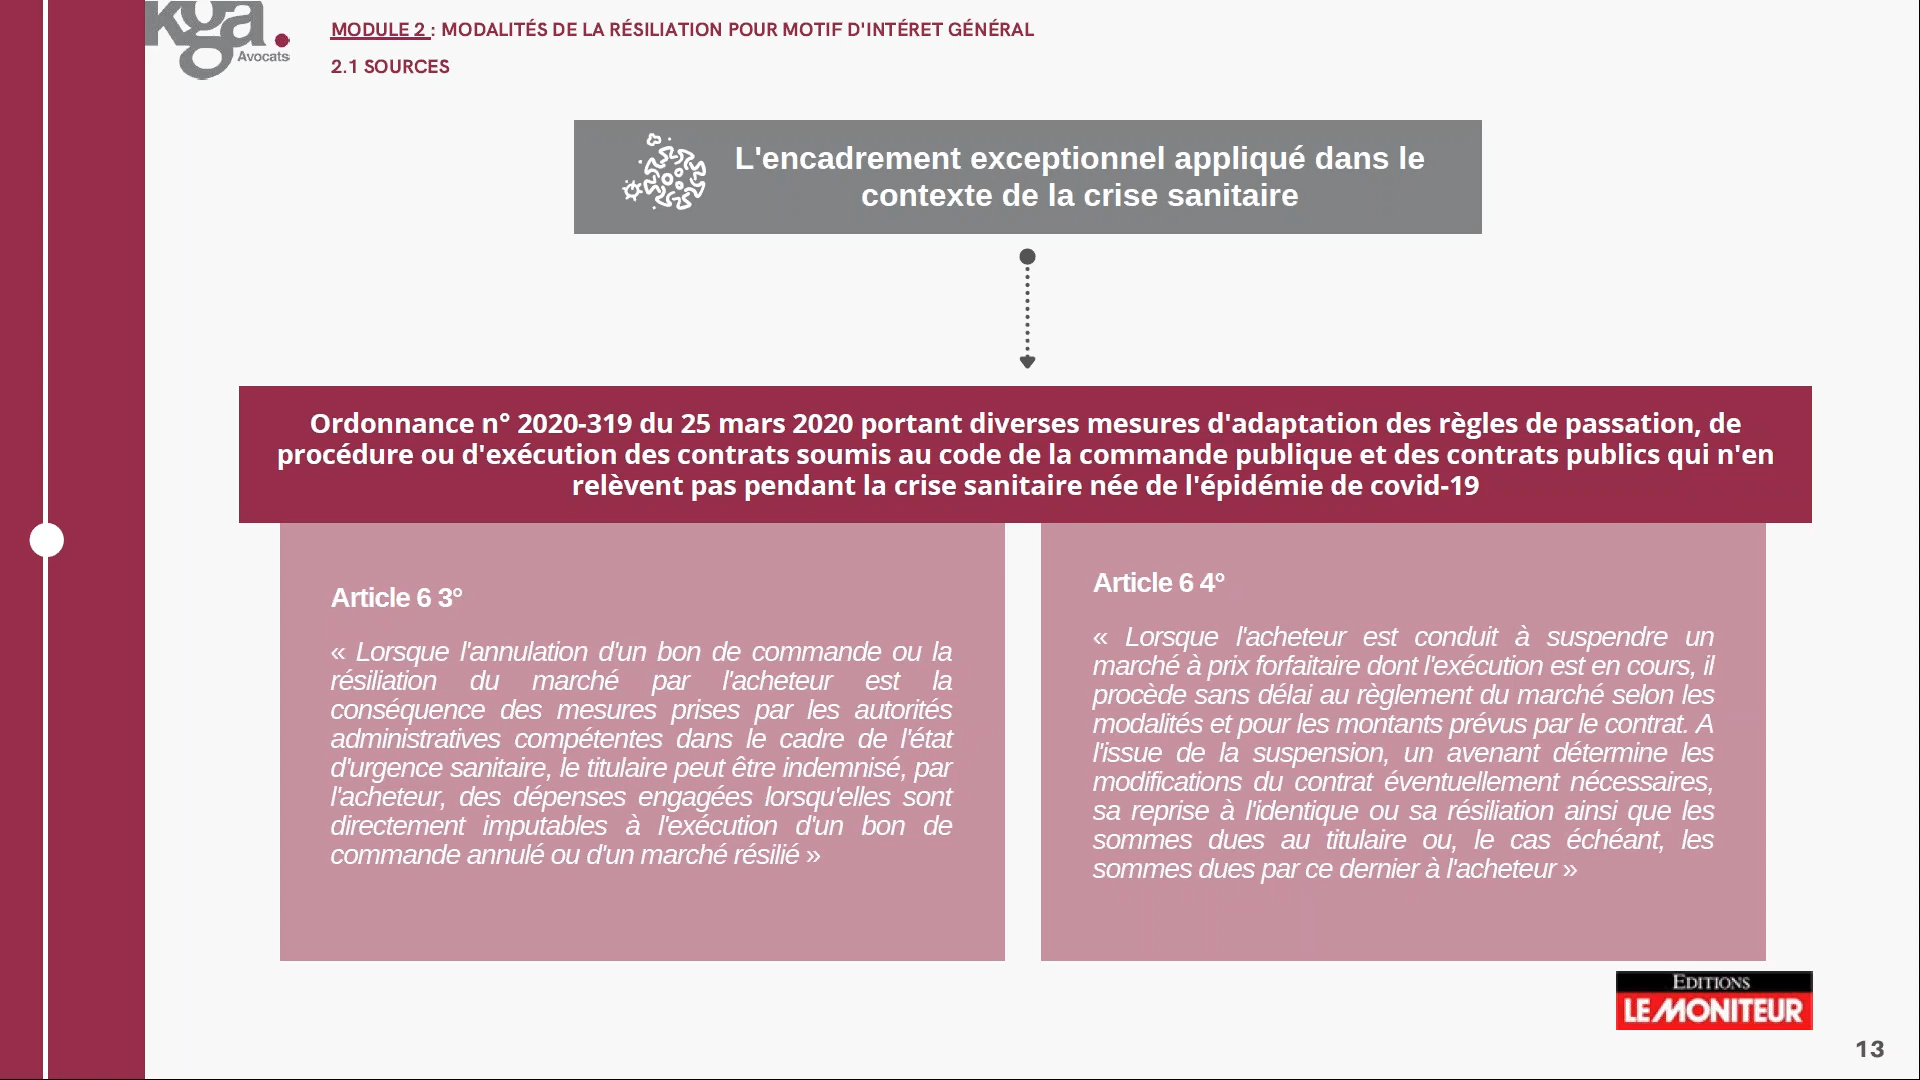 kga.
Avocats
MODULE 2 : MODALITÉS DE LA RÉSILIATION POUR MOTIF D'INTÉRET GÉNÉRAL
2.1 SOURCES
L'encadrement exceptionnel appliqué dans le
contexte de la crise sanitaire
Ordonnance n° 2020-319 du 25 mars 2020 portant diverses mesures d'adaptation des règles de passation, de
procédure ou d'exécution des contrats soumis au code de la commande publique et des contrats publics qui n'en
relèvent pas pendant la crise sanitaire née de l'épidémie de covid-19
Article 6 3°
« Lorsque l'annulation d'un bon de commande ou la
résiliation du marché par l'acheteur est la
conséquence des mesures prises par les autorités
administratives compétentes dans le cadre de l'état
d'urgence sanitaire, le titulaire peut être indemnisé, par
l'acheteur, des dépenses engagées lorsqu'elles sont
directement imputables à l'exécution d'un bon de
commande annulé ou d'un marché résilié »
Article 6 4°
« Lorsque l'acheteur est conduit à suspendre un
marché à prix forfaitaire dont l'exécution est en cours, il
procède sans délai au règlement du marché selon les
modalités et pour les montants prévus par le contrat. A
l'issue de la suspension, un avenant détermine les
modifications du contrat éventuellement nécessaires,
sa reprise à l'identique ou sa résiliation ainsi que les
sommes dues au titulaire ou, le cas échéant, les
sommes dues par ce dernier à l'acheteur »
EDITIONS
LE MONITEUR
13